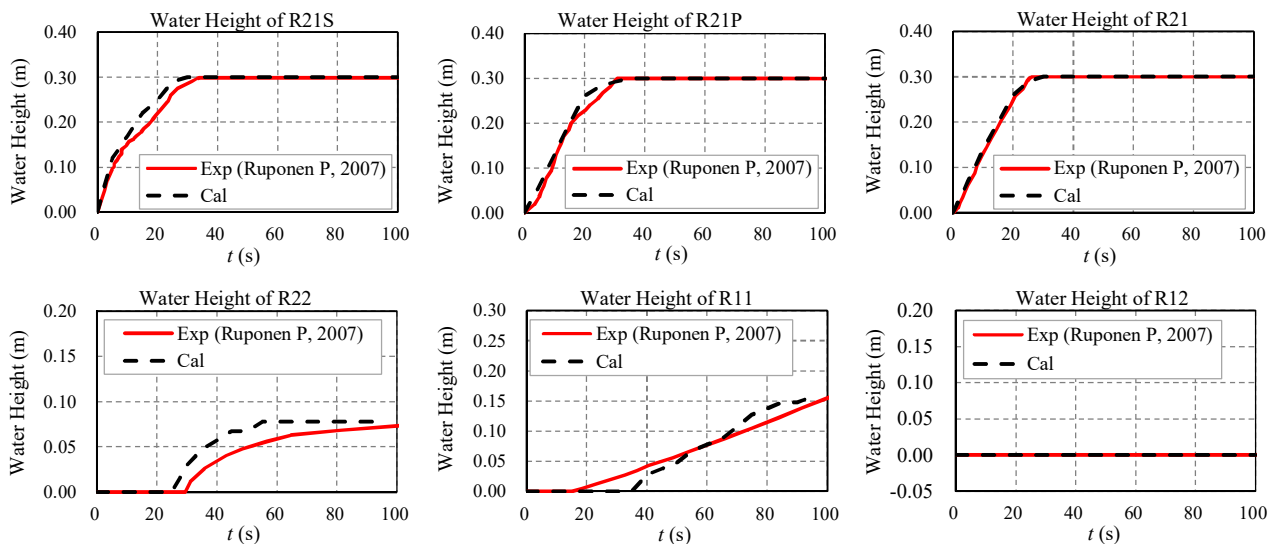 Water Height of R21S
0.40
0.30
0.20
0.10
0.00
Water Height (m)
Exp (Ruponen P, 2007)
Cal
0 20 40 60 80 100
t (s)
Water Height of R21P
0.40
0.30
0.20
0.10
0.00
Water Height (m)
Exp (Ruponen P, 2007)
Cal
0 20 40 60 80 100
t (s)
Water Height of R21
0.40
0.30
0.20
0.10
0.00
Water Height (m)
Exp (Ruponen P, 2007)
Cal
0 20 40 60 80 100
t (s)
Water Height of R22
0.20
0.15
0.10
0.05
0.00
Water Height (m)
Exp (Ruponen P, 2007)
Cal
0 20 40 60 80 100
t (s)
Water Height of R11
0.30
0.25
0.20
0.15
0.10
0.05
0.00
Water Height (m)
Exp (Ruponen P, 2007)
Cal
0 20 40 60 80 100
t (s)
Water Height of R12
0.20
0.15
0.10
0.05
0.00
-0.05
Water Height (m)
Exp (Ruponen P, 2007)
Cal
0 20 40 60 80 100
t (s)